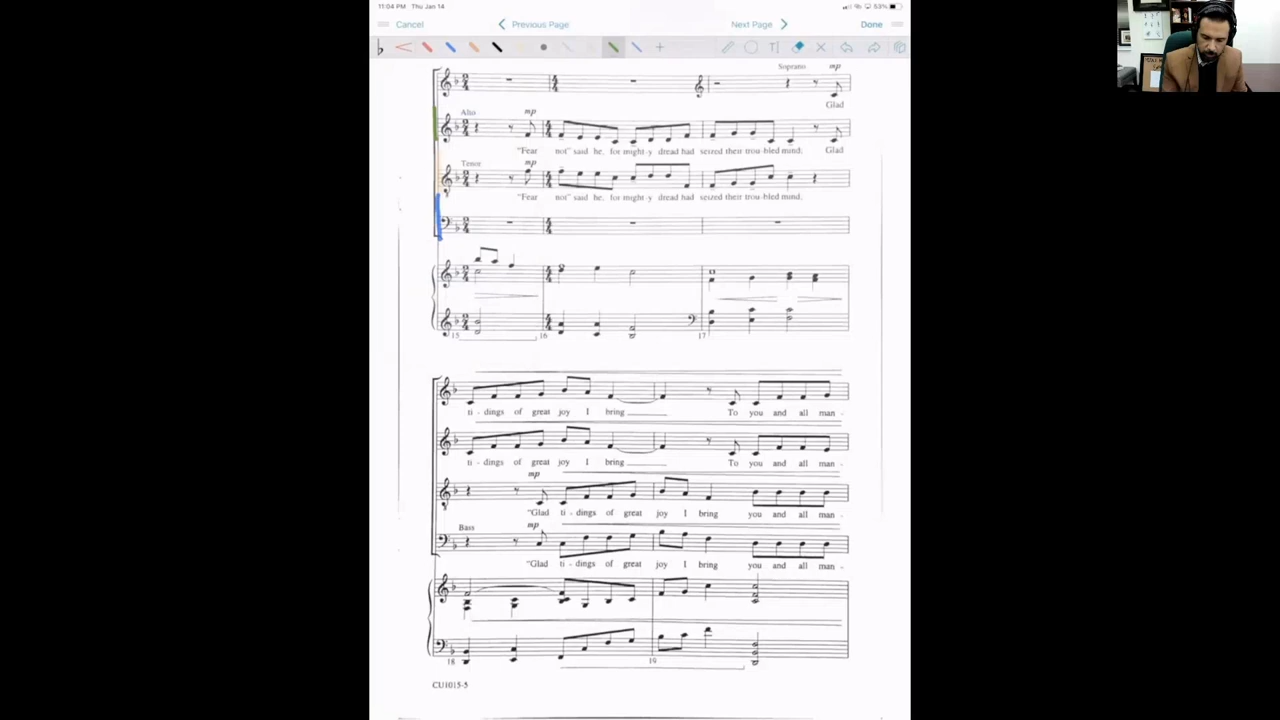 11:04 PM Thu Jan 14
53%
Cancel
Previous Page
Next Page
Done
Soprano mp
Glad
Alto mp
"Fear not" said he, for might-y dread had seized their trou-bled mind; Glad
Tenor mp
"Fear not" said he, for might-y dread had seized their trou-bled mind,
15 16 17
ti - dings of great joy I bring To you and all man -
ti - dings of great joy I bring To you and all man -
mp
"Glad ti - dings of great joy I bring you and all man -
Bass mp
"Glad ti - dings of great joy I bring you and all man -
18 19
CU1015-5